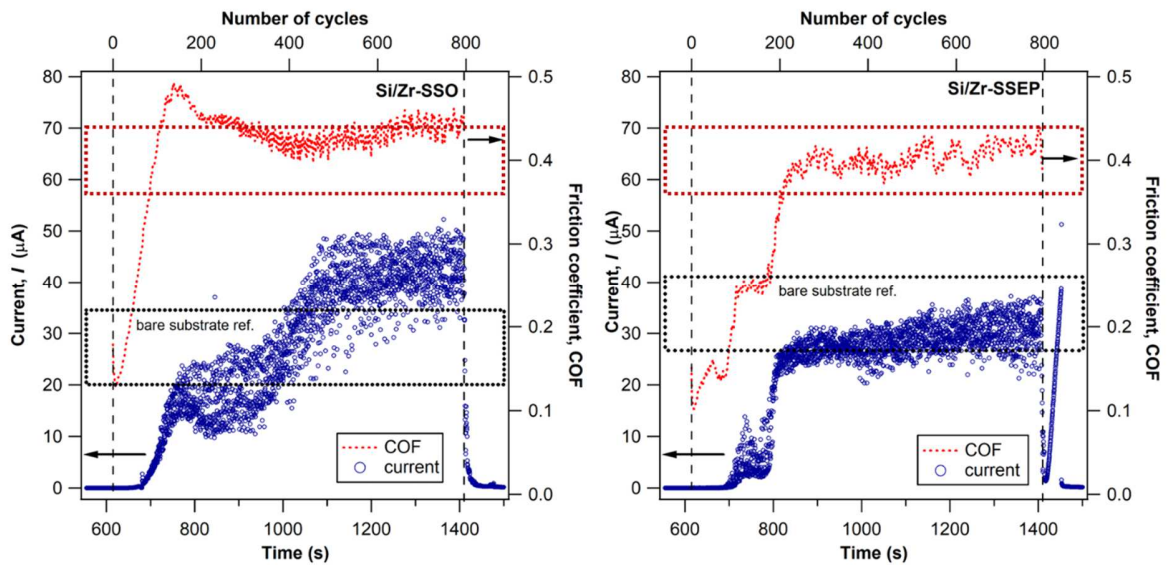 Number of cycles
0 200 400 600 800
80 70 60 50 40 30 20 10 0
Current, I (µA)
Si/Zr-SSO
bare substrate ref.
COF
current
0.5 0.4 0.3 0.2 0.1 0.0
Friction coefficient, COF
600 800 1000 1200 1400
Time (s)
Number of cycles
0 200 400 600 800
80 70 60 50 40 30 20 10 0
Current, I (µA)
Si/Zr-SSEP
bare substrate ref.
COF
current
0.5 0.4 0.3 0.2 0.1 0.0
Friction coefficient, COF
600 800 1000 1200 1400
Time (s)